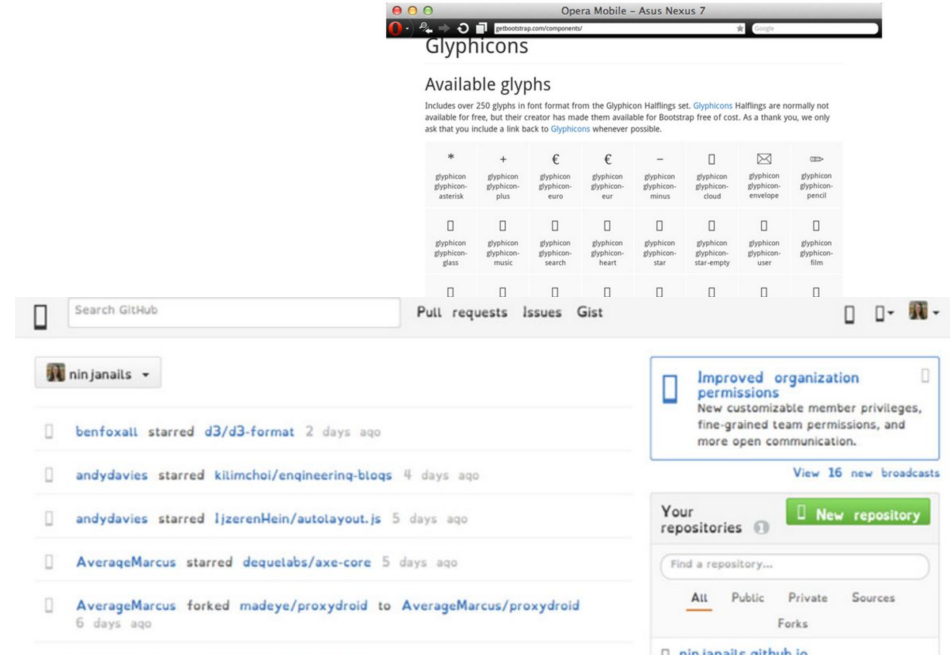 Opera Mobile – Asus Nexus 7
getbootstrap.com/components/
Google
Glyphicons
Available glyphs
Includes over 250 glyphs in font format from the Glyphicon Halflings set. Glyphicons Halflings are normally not
available for free, but their creator has made them available for Bootstrap free of cost. As a thank you, we only
ask that you include a link back to Glyphicons whenever possible.
* + € € –
glyphicon glyphicon glyphicon glyphicon glyphicon glyphicon glyphicon glyphicon
glyphicon- glyphicon- glyphicon- glyphicon- glyphicon- glyphicon- glyphicon- glyphicon-
asterisk plus euro eur minus cloud envelope pencil
glyphicon glyphicon glyphicon glyphicon glyphicon glyphicon glyphicon glyphicon
glyphicon- glyphicon- glyphicon- glyphicon- glyphicon- glyphicon- glyphicon- glyphicon-
glass music search heart star star-empty user film
Search GitHub
Pull requests Issues Gist
ninjanails
benfoxall starred d3/d3-format 2 days ago
andydavies starred kilimchoi/engineering-blogs 4 days ago
andydavies starred IjzerenHein/autolayout.js 5 days ago
AverageMarcus starred dequelabs/axe-core 5 days ago
AverageMarcus forked madeye/proxydroid to AverageMarcus/proxydroid
6 days ago
Improved organization
permissions
New customizable member privileges,
fine-grained team permissions, and
more open communication.
View 16 new broadcasts
Your
repositories 1
New repository
Find a repository...
All Public Private Sources
Forks
ninjanails.github.io